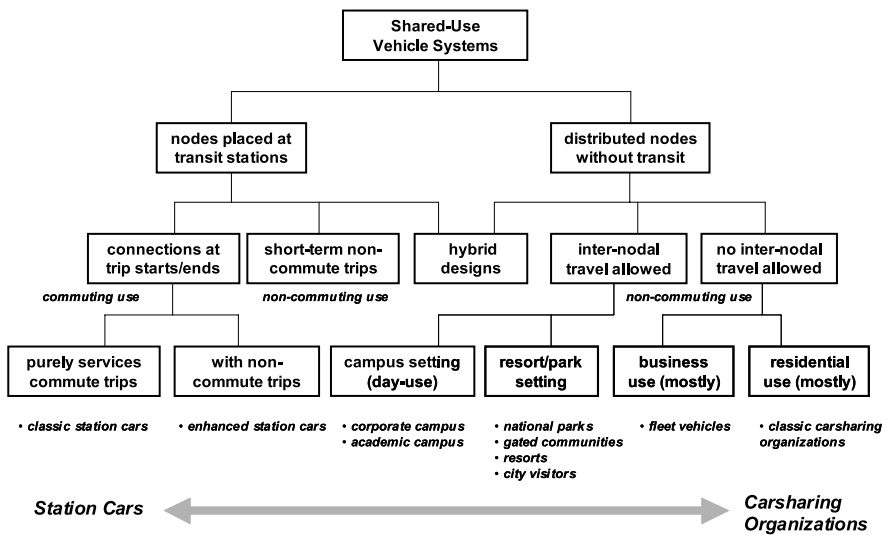 Shared-Use
Vehicle Systems
nodes placed at
transit stations
distributed nodes
without transit
connections at
trip starts/ends
short-term non-
commute trips
hybrid
designs
inter-nodal
travel allowed
no inter-nodal
travel allowed
commuting use
non-commuting use
non-commuting use
purely services
commute trips
with non-
commute trips
campus setting
(day-use)
resort/park
setting
business
use (mostly)
residential
use (mostly)
• classic station cars
• enhanced station cars
• corporate campus
• academic campus
• national parks
• gated communities
• resorts
• city visitors
• fleet vehicles
• classic carsharing
organizations
Station Cars
Carsharing
Organizations